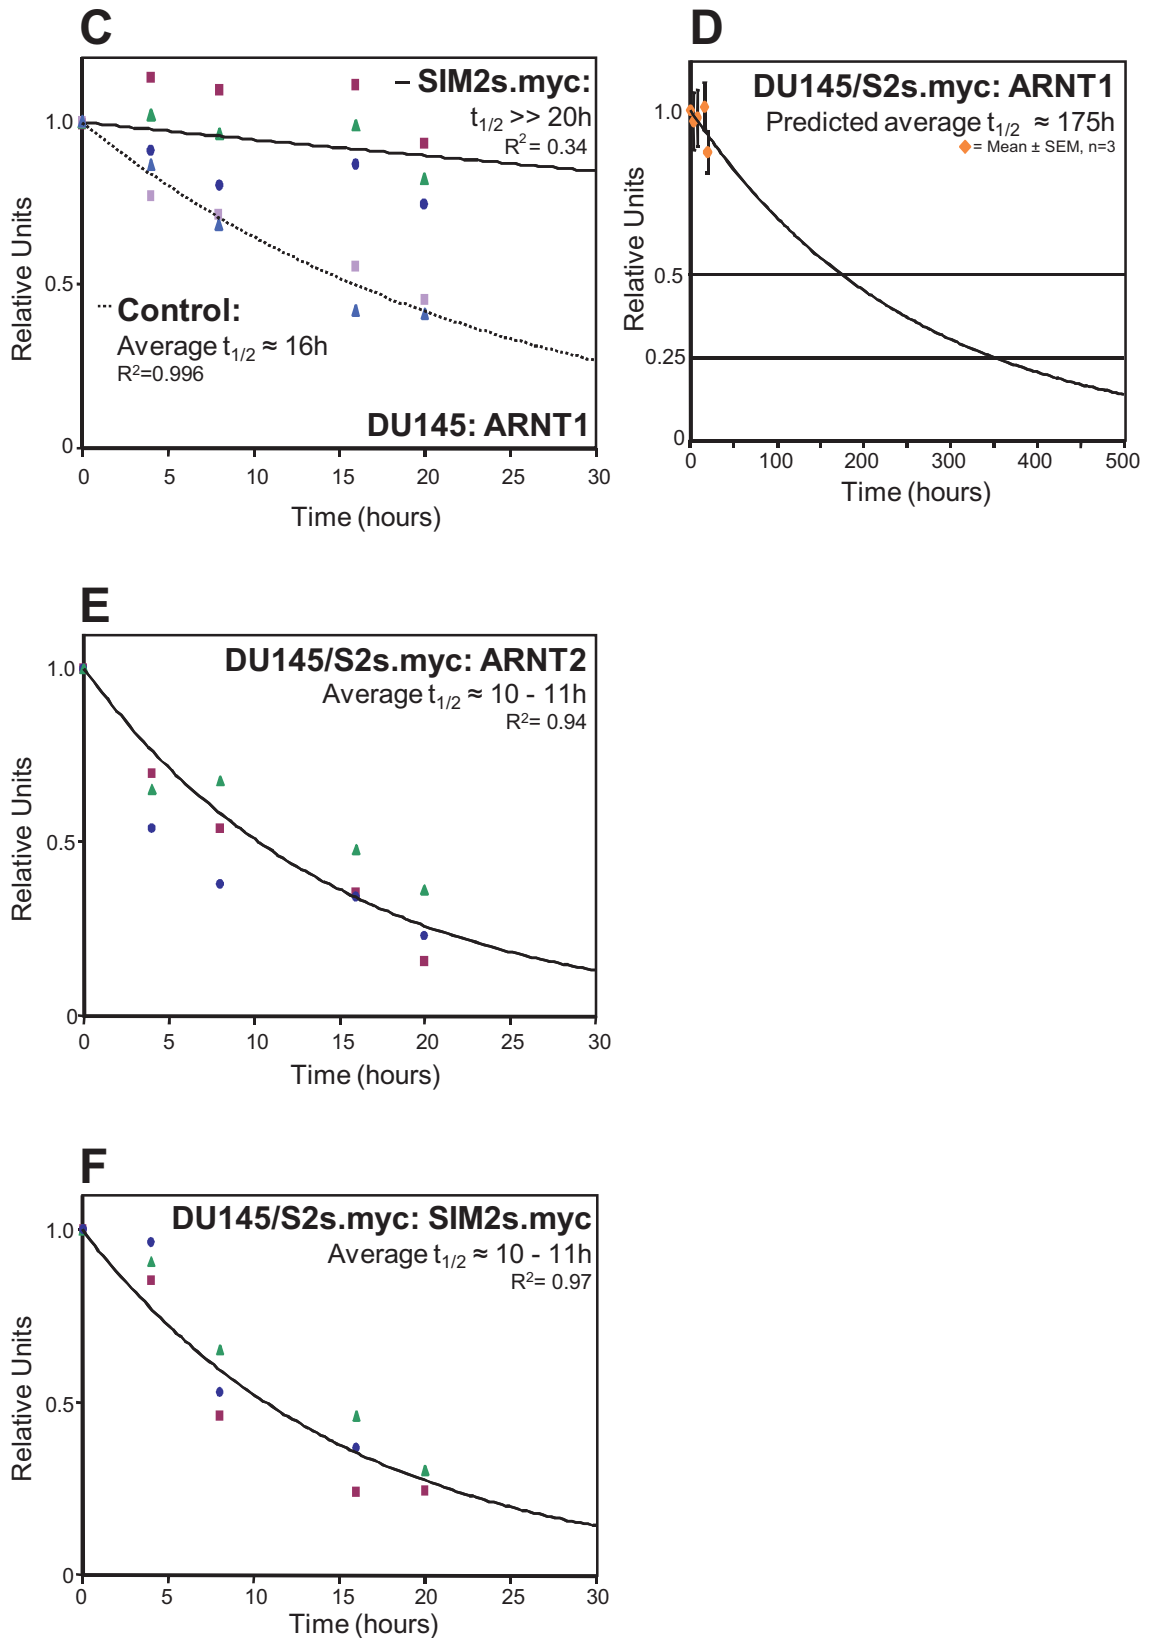 C
– SIM2s.myc:
t1/2 >> 20h
R2= 0.34
1.0
0.5
0
Relative Units
Control:
Average t1/2 ≈ 16h
R2=0.996
DU145: ARNT1
0 5 10 15 20 25 30
Time (hours)
D
DU145/S2s.myc: ARNT1
Predicted average t1/2 ≈ 175h
= Mean ± SEM, n=3
1.0
0.5
0.25
0
Relative Units
0 100 200 300 400 500
Time (hours)
E
DU145/S2s.myc: ARNT2
Average t1/2 ≈ 10 - 11h
R2= 0.94
1.0
0.5
0
Relative Units
0 5 10 15 20 25 30
Time (hours)
F
DU145/S2s.myc: SIM2s.myc
Average t1/2 ≈ 10 - 11h
R2= 0.97
1.0
0.5
0
Relative Units
0 5 10 15 20 25 30
Time (hours)